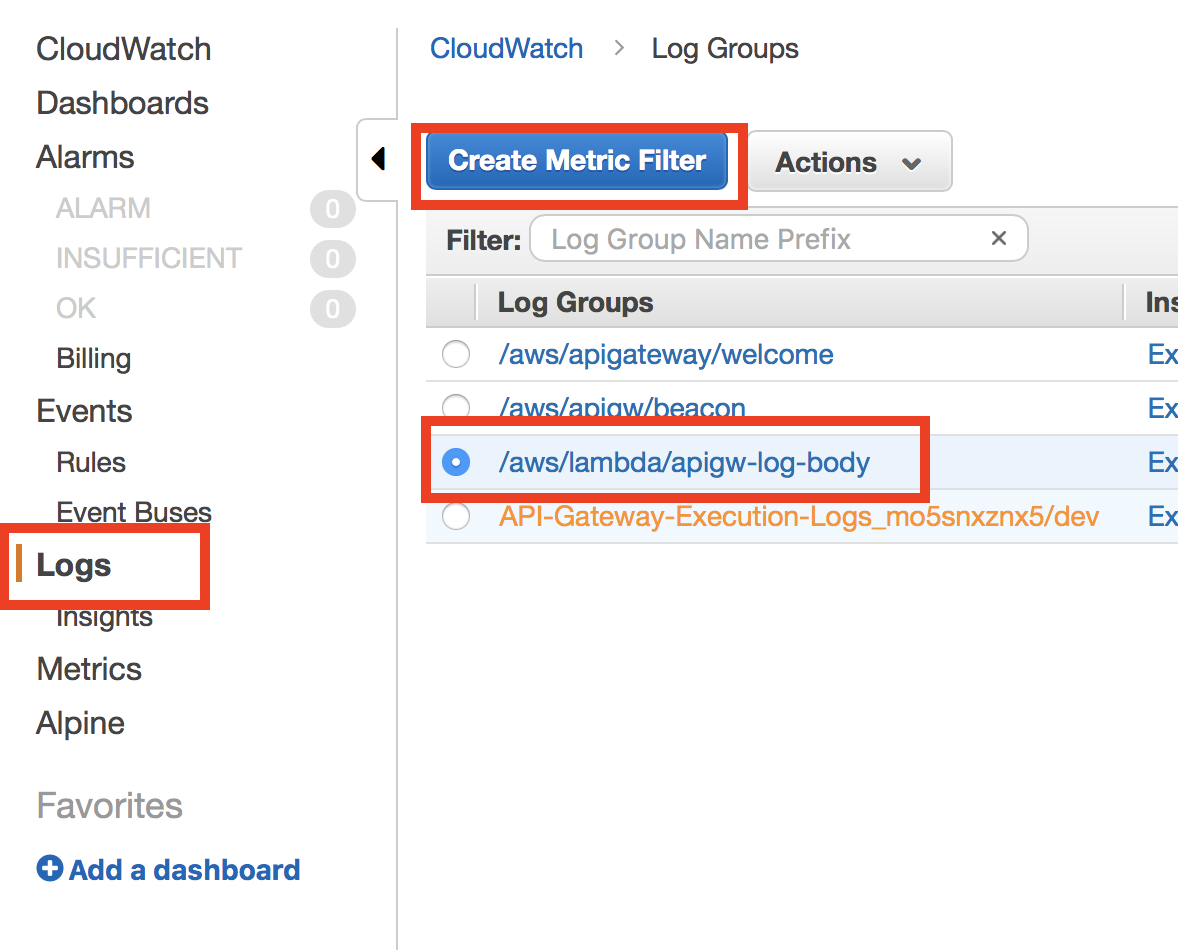 CloudWatch
Dashboards
Alarms
ALARM 0
INSUFFICIENT 0
OK 0
Billing
Events
Rules
Event Buses
Logs
Insights
Metrics
Alpine
Favorites
Add a dashboard
CloudWatch > Log Groups
Create Metric Filter Actions
Filter: Log Group Name Prefix ×
Log Groups Ins
/aws/apigateway/welcome Ex
/aws/apigw/beacon Ex
/aws/lambda/apigw-log-body Ex
API-Gateway-Execution-Logs_mo5snxznx5/dev Ex